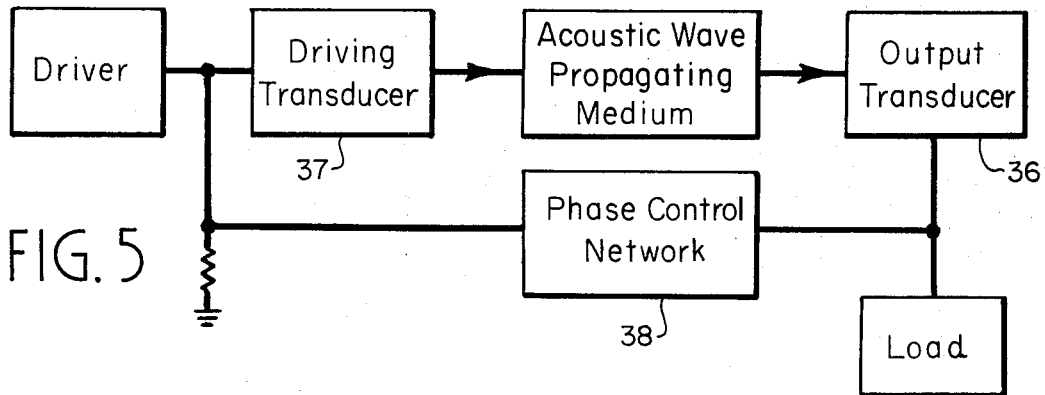 Driver
Driving
Transducer
37
Acoustic Wave
Propagating
Medium
Output
Transducer
36
Phase Control
Network
38
Load
FIG. 5